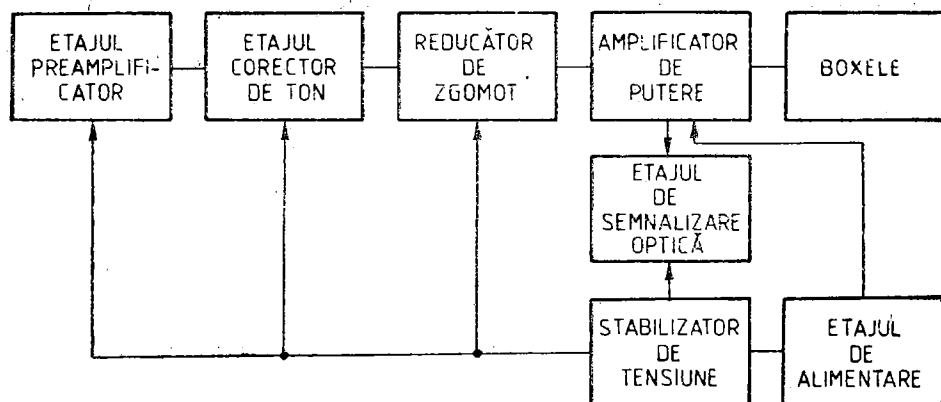 ETAJUL
PREAMPLIFI-
CATOR
ETAJUL
CORECTOR
DE TON
REDUCĂTOR
DE
ZGOMOT
AMPLIFICATOR
DE
PUTERE
BOXELE
ETAJUL
DE
SEMNALIZARE
OPTICĂ
STABILIZATOR
DE
TENSIUNE
ETAJUL
DE
ALIMENTARE